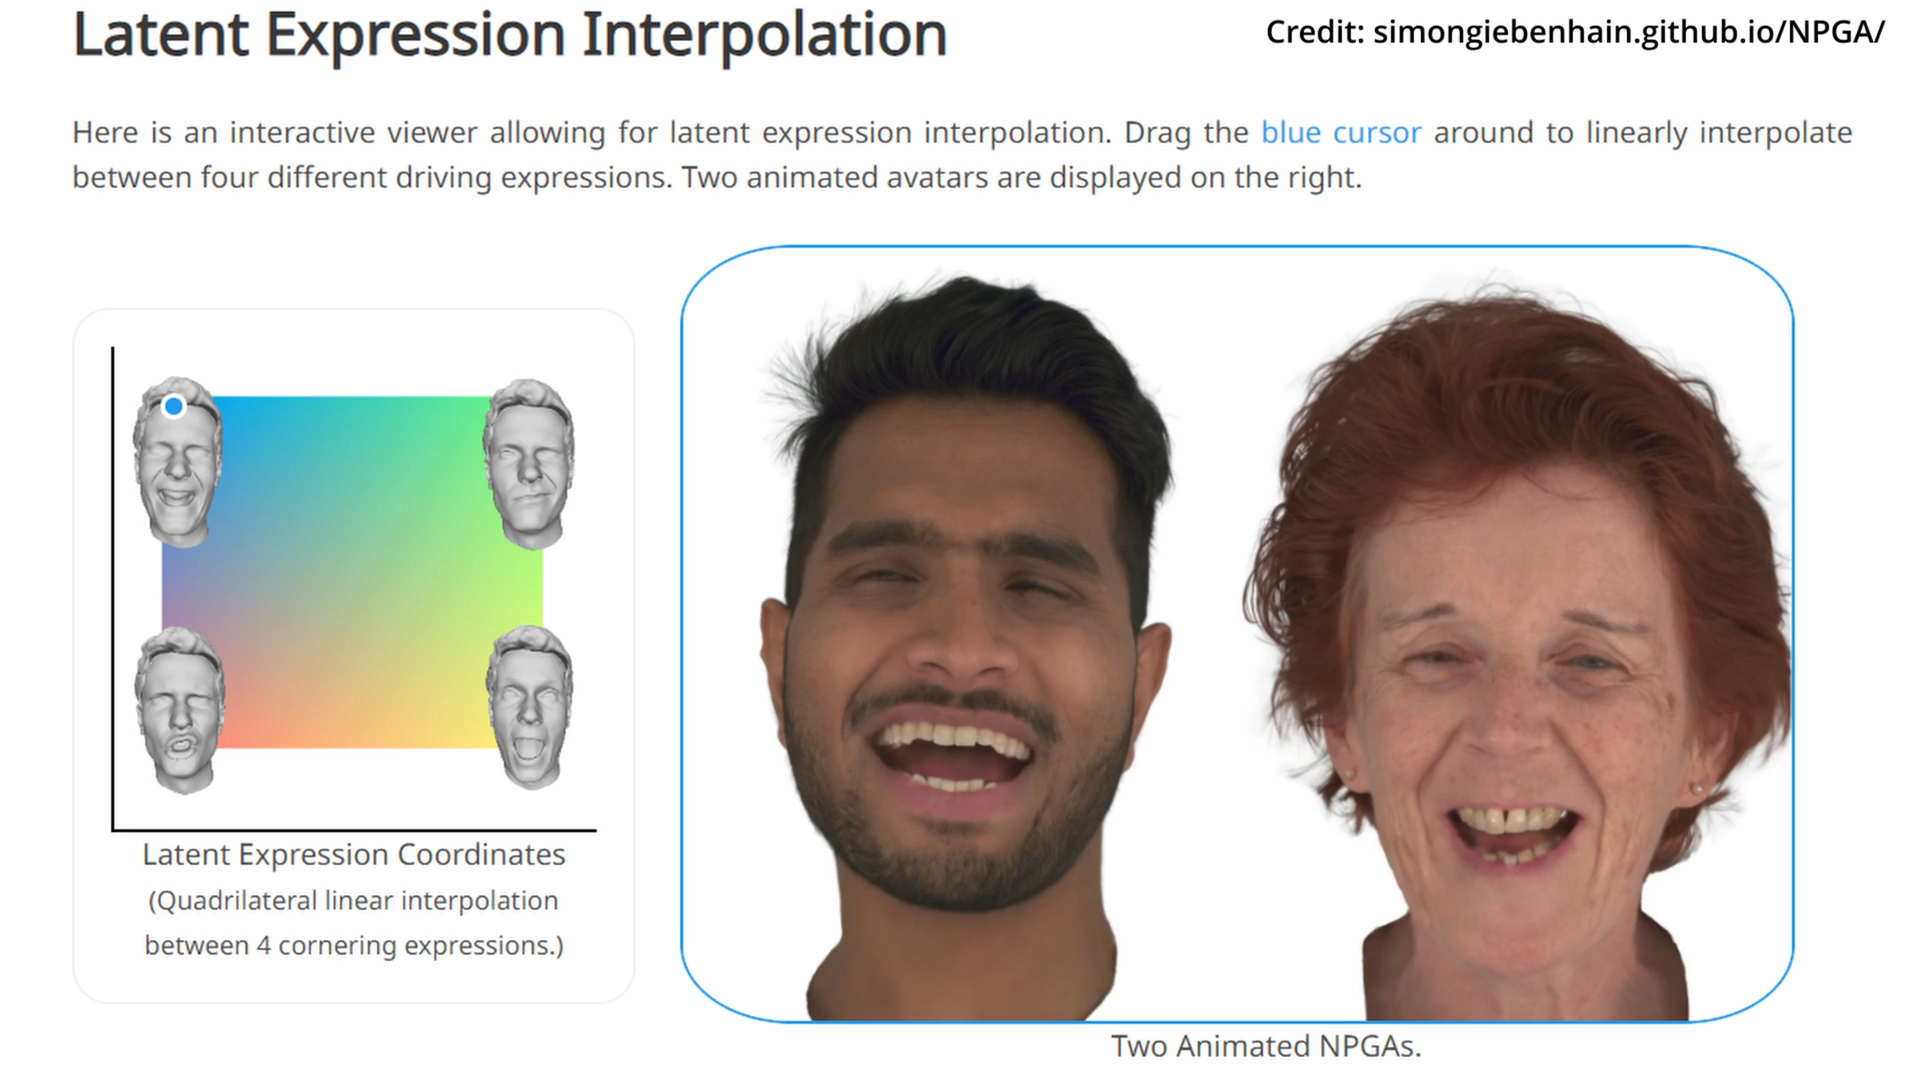 Latent Expression Interpolation
Credit: simongiebenhain.github.io/NPGA/
Here is an interactive viewer allowing for latent expression interpolation. Drag the blue cursor around to linearly interpolate
between four different driving expressions. Two animated avatars are displayed on the right.
Latent Expression Coordinates
(Quadrilateral linear interpolation
between 4 cornering expressions.)
Two Animated NPGAs.